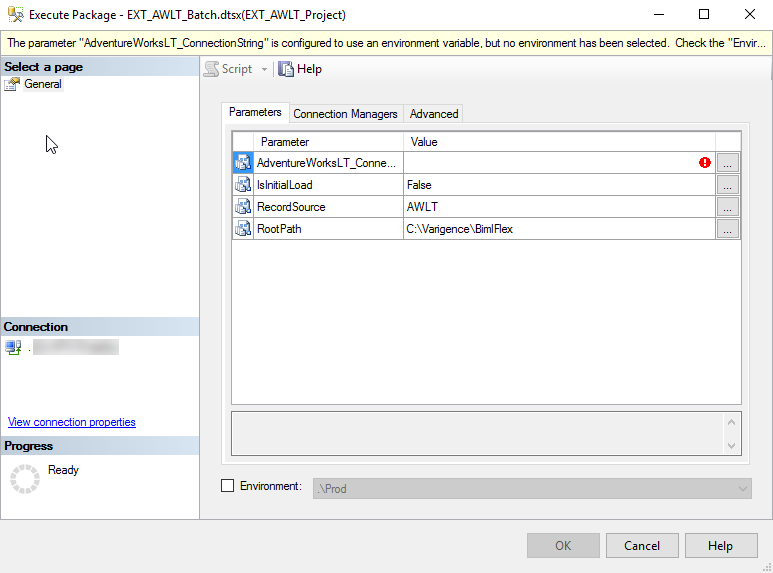 Execute Package - EXT_AWLT_Batch.dtsx(EXT_AWLT_Project)
The parameter "AdventureWorksLT_ConnectionString" is configured to use an environment variable, but no environment has been selected. Check the "Envir...
Select a page
General
Script
Help
Parameters Connection Managers Advanced
Parameter Value
AdventureWorksLT_Conne... ...
IsInitialLoad False ...
RecordSource AWLT ...
RootPath C:\Varigence\BimlFlex ...
Connection
View connection properties
Progress
Ready
Environment: .\Prod
OK Cancel Help